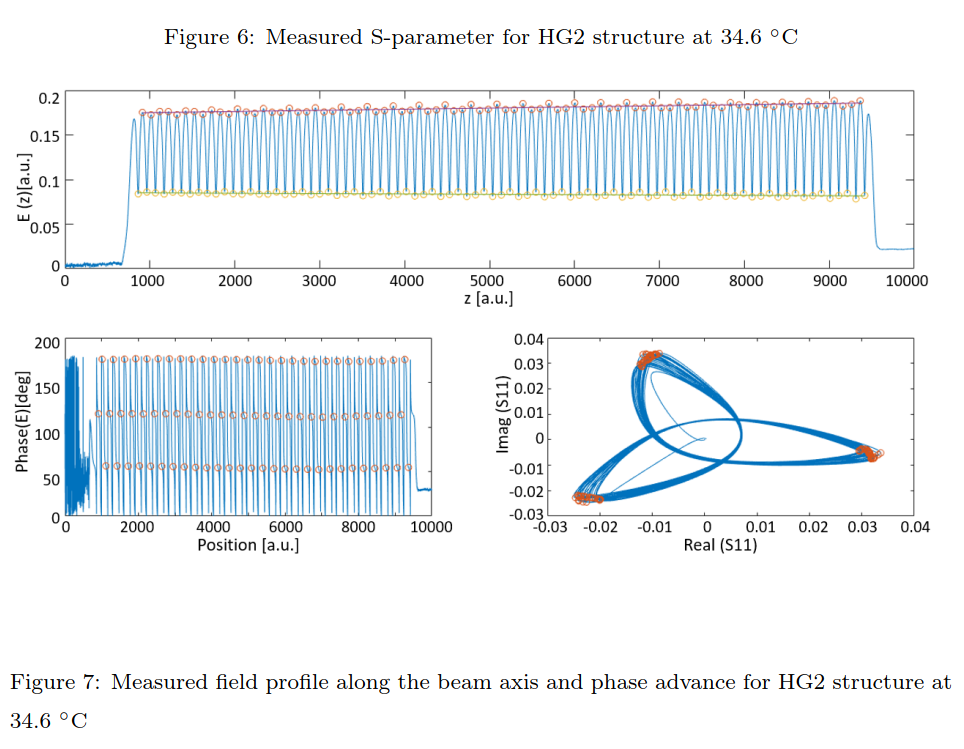 Figure 6: Measured S-parameter for HG2 structure at 34.6 °C
E (z)[a.u.]
0.2
0.15
0.1
0.05
0
0 1000 2000 3000 4000 5000 6000 7000 8000 9000 10000
z [a.u.]
Phase(E)[deg]
200
150
100
50
0
0 2000 4000 6000 8000 10000
Position [a.u.]
Imag (S11)
0.04
0.03
0.02
0.01
0
-0.01
-0.02
-0.03
-0.03 -0.02 -0.01 0 0.01 0.02 0.03 0.04
Real (S11)
Figure 7: Measured field profile along the beam axis and phase advance for HG2 structure at
34.6 °C